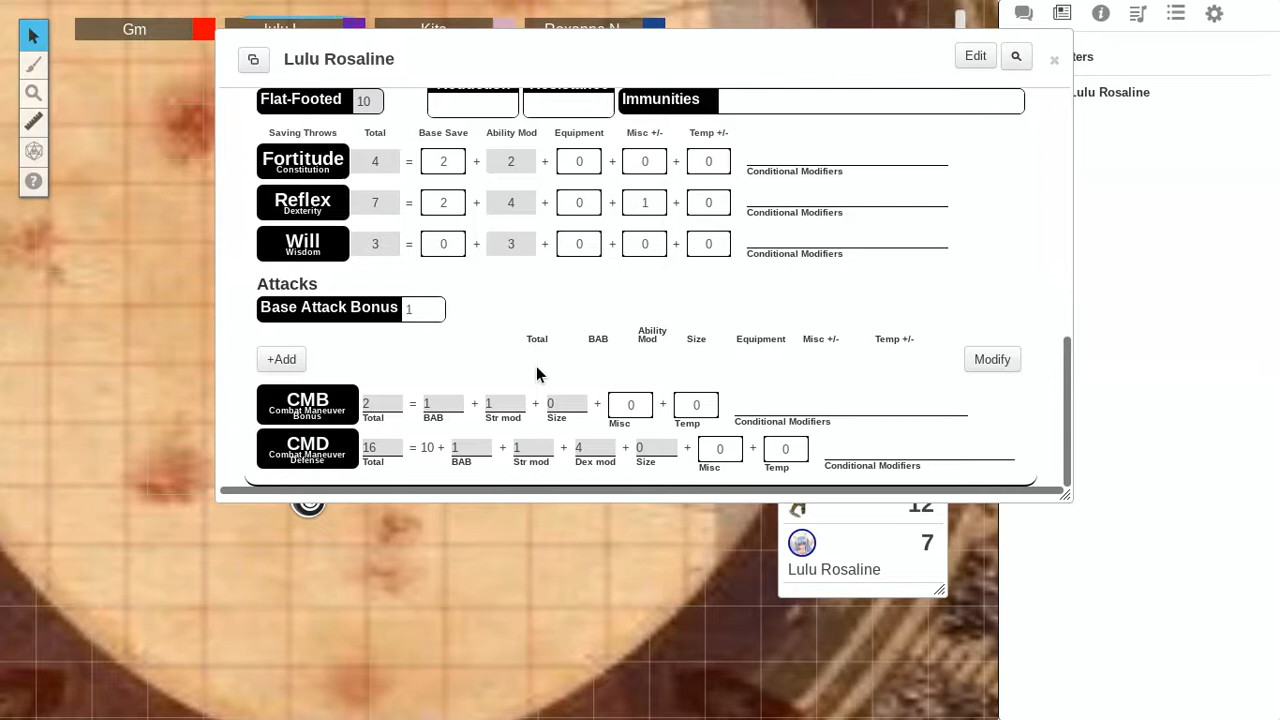 Gm
Lulu L
Kite
Roxanne N
Lulu Rosaline
Edit
Lulu Rosaline
Flat-Footed 10
Immunities
Saving Throws Total Base Save Ability Mod Equipment Misc +/- Temp +/-
Fortitude 4 = 2 + 2 + 0 + 0 + 0
Constitution
Conditional Modifiers
Reflex 7 = 2 + 4 + 0 + 1 + 0
Dexterity
Conditional Modifiers
Will 3 = 0 + 3 + 0 + 0 + 0
Wisdom
Conditional Modifiers
Attacks
Base Attack Bonus 1
Total BAB Ability Mod Size Equipment Misc +/- Temp +/-
+Add
Modify
CMB 2 = 1 + 1 + 0 + 0 + 0
Combat Maneuver Bonus
Total BAB Str mod Size Misc Temp Conditional Modifiers
CMD 16 = 10 + 1 + 1 + 4 + 0 + 0 + 0
Combat Maneuver Defense
Total BAB Str mod Dex mod Size Misc Temp Conditional Modifiers
12
7
Lulu Rosaline